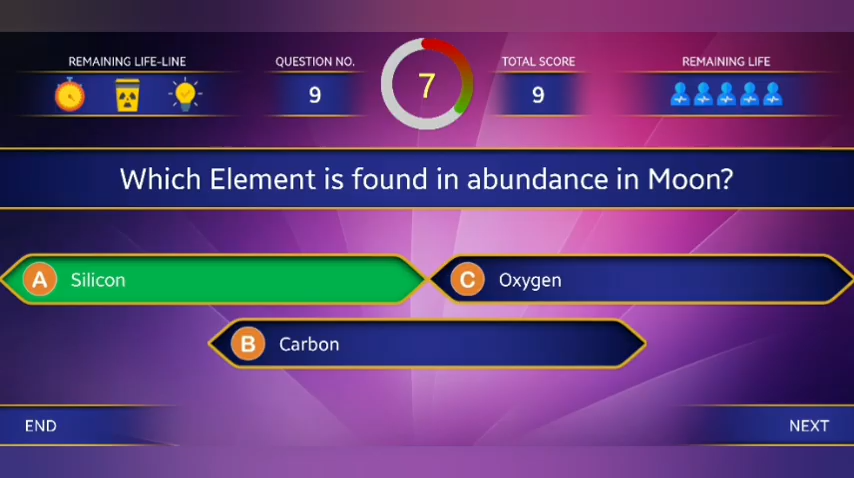 REMAINING LIFE-LINE
QUESTION NO.
9
7
TOTAL SCORE
9
REMAINING LIFE
Which Element is found in abundance in Moon?
A Silicon
C Oxygen
B Carbon
END
NEXT